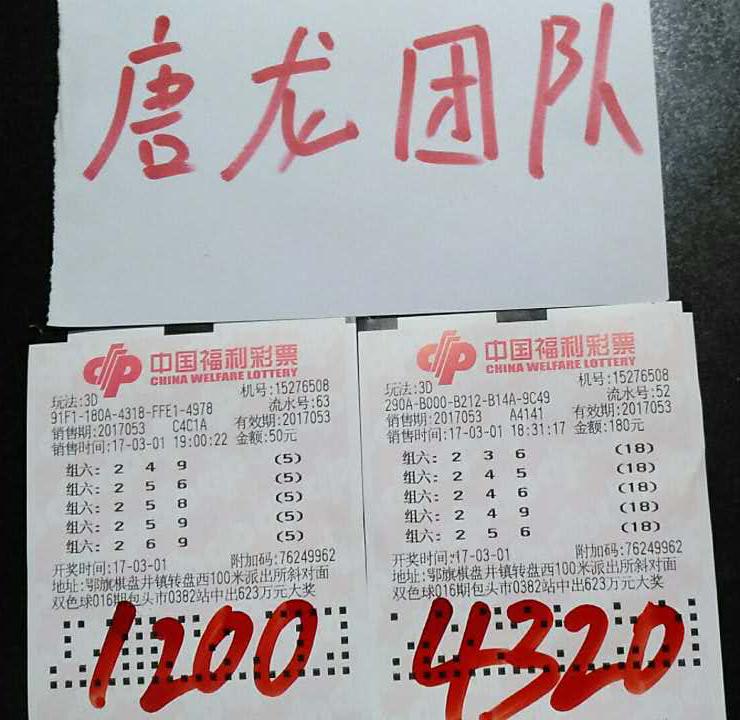 唐龙团队
中国福利彩票
CHINA WELFARE LOTTERY
玩法:3D 机号:15276508
91F1-180A-4318-FFE1-4978 流水号:63
销售期:2017053 C4C1A 有效期:2017053
销售时间:17-03-01 19:00:22 金额:50元
组六: 2 4 9 (5)
组六: 2 5 6 (5)
组六: 2 5 8 (5)
组六: 2 5 9 (5)
组六: 2 6 9 (5)
开奖时间:17-03-01 附加码:76249962
地址:鄂旗棋盘井镇转盘西100米派出所斜对面
双色球016期包头市0382站中出623万元大奖
1200
中国福利彩票
CHINA WELFARE LOTTERY
玩法:3D 机号:15276508
290A-B000-B212-B14A-9C49 流水号:52
销售期:2017053 A4141 有效期:2017053
销售时间:17-03-01 18:31:17 金额:180元
组六: 2 3 6 (18)
组六: 2 4 5 (18)
组六: 2 4 6 (18)
组六: 2 4 9 (18)
组六: 2 5 6 (18)
开奖时间:17-03-01 附加码:76249962
地址:鄂旗棋盘井镇转盘西100米派出所斜对面
双色球016期包头市0382站中出623万元大奖
4320